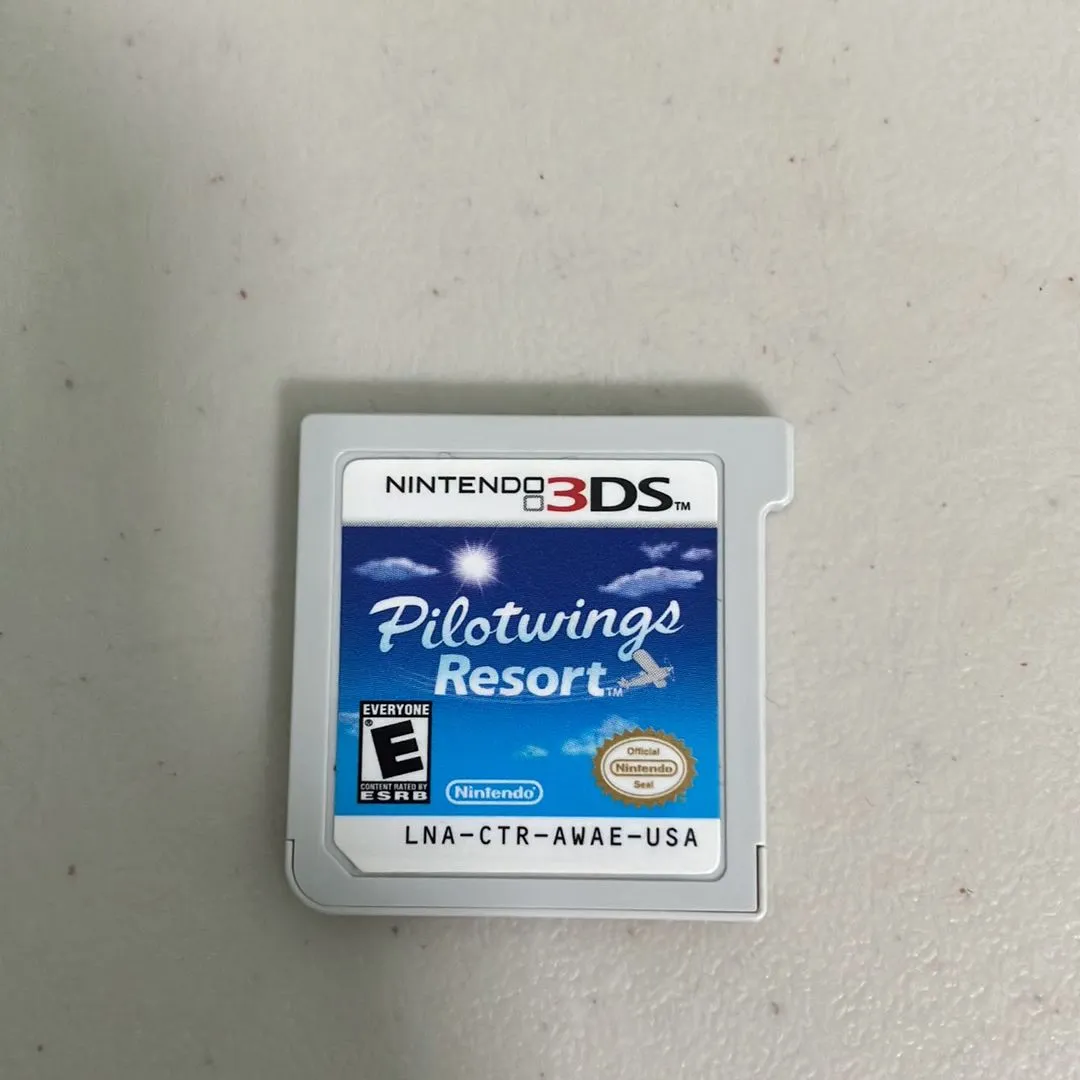 NINTENDO 3DS™
Pilotwings
Resort™
EVERYONE
E®
CONTENT RATED BY
ESRB
Nintendo®
Official
Nintendo
Seal
LNA-CTR-AWAE-USA